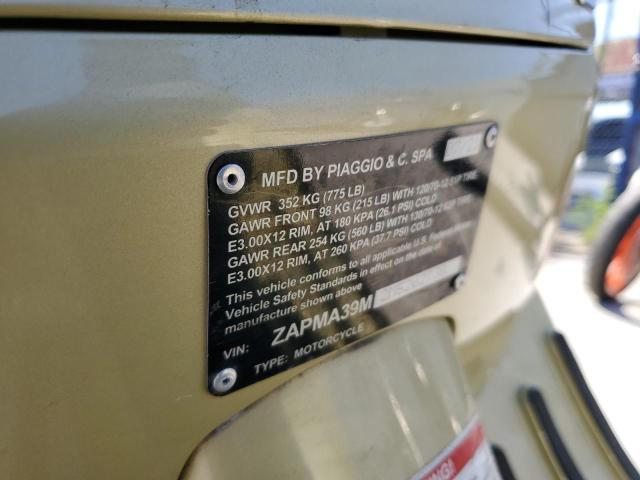 MFD BY PIAGGIO & C. SPA
GVWR 352 KG (775 LB)
GAWR FRONT 98 KG (215 LB) WITH 120/70-12 51P TIRE
E3.00X12 RIM, AT 180 KPA (26.1 PSI) COLD
GAWR REAR 254 KG (560 LB) WITH 130/70-12 62P TIRE
E3.00X12 RIM, AT 260 KPA (37.7 PSI) COLD
This vehicle conforms to all applicable U.S. Federal Motor
Vehicle Safety Standards in effect on the date of
manufacture shown above
VIN: ZAPMA39M
TYPE: MOTORCYCLE